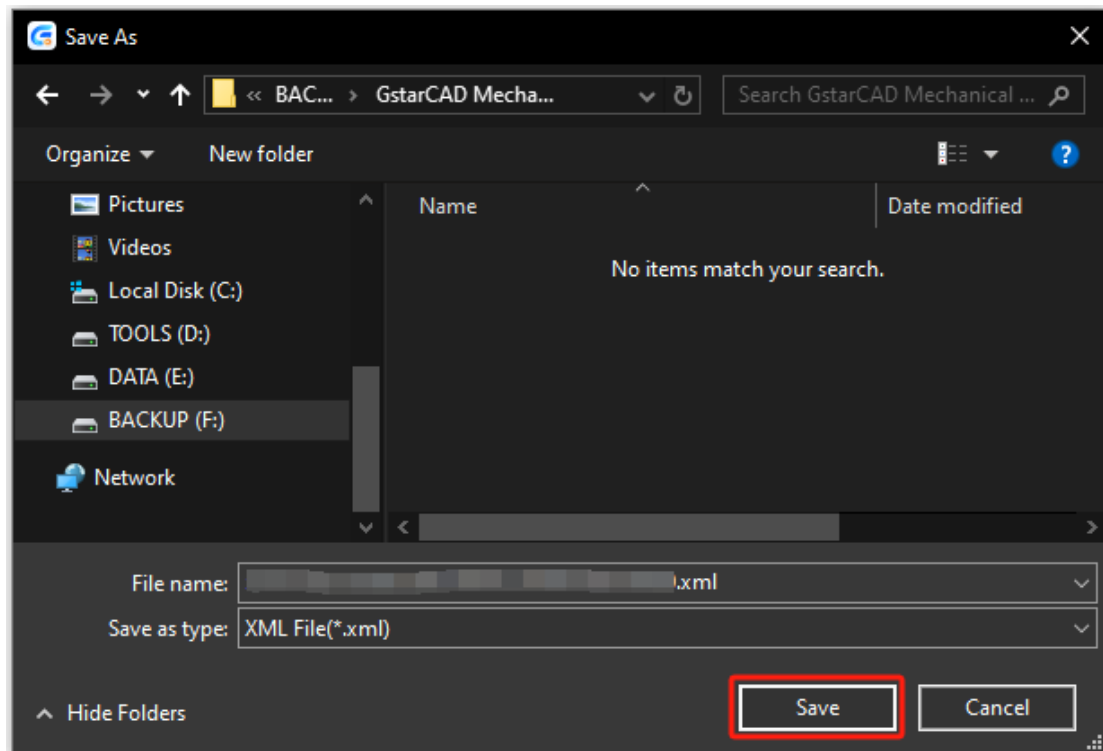 Save As
« BAC... › GstarCAD Mecha... Search GstarCAD Mechanical ...
Organize New folder ?
Pictures
Name Date modified
Videos
No items match your search.
Local Disk (C:)
TOOLS (D:)
DATA (E:)
BACKUP (F:)
Network
File name: .xml
Save as type: XML File(*.xml)
Hide Folders Save Cancel